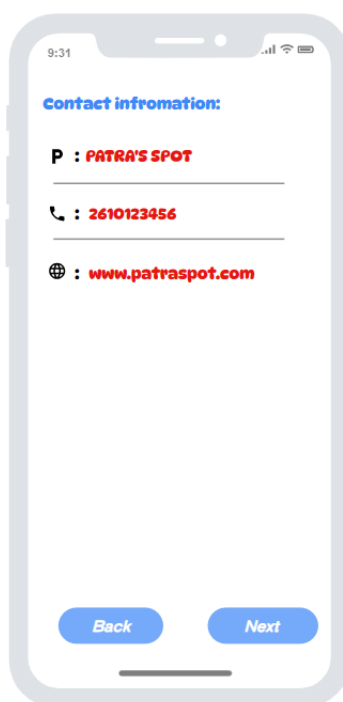 9:31
Contact infromation:
P : PATRA'S SPOT
: 2610123456
: www.patraspot.com
Back Next